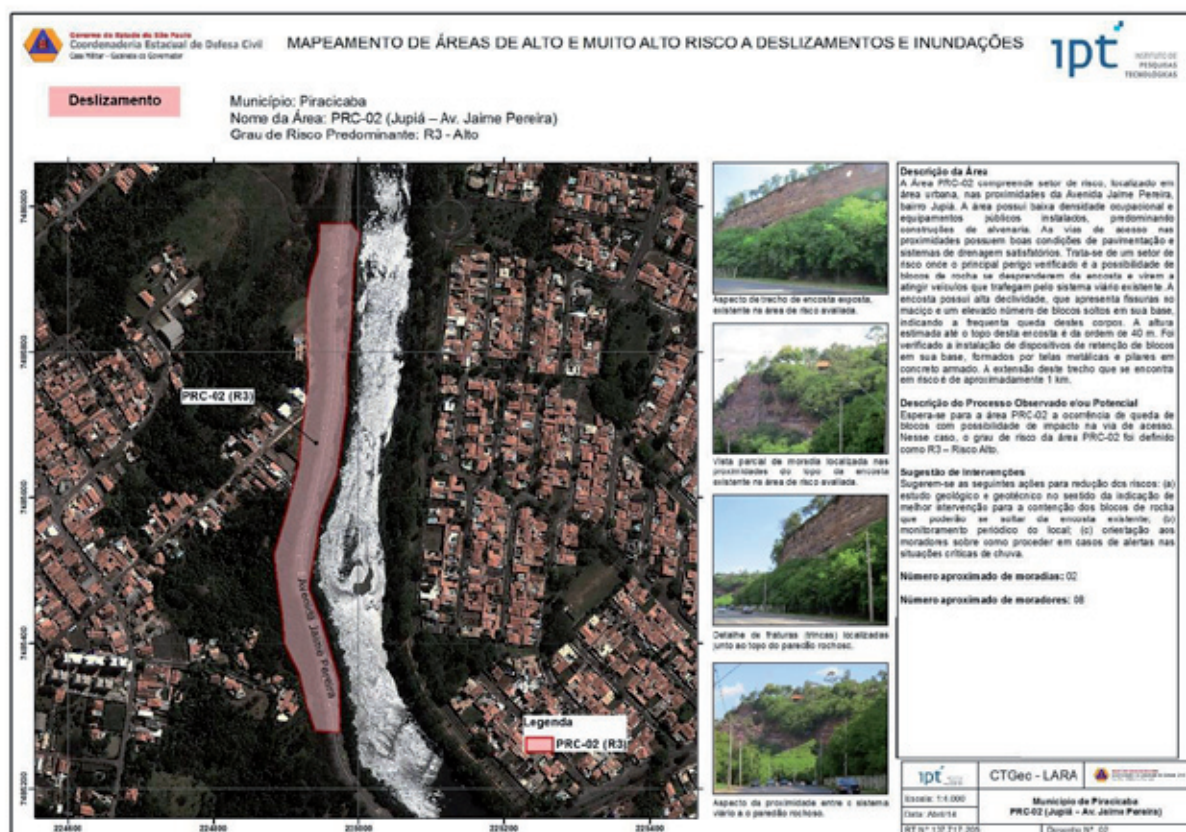 Governo do Estado de São Paulo
Coordenadoria Estadual de Defesa Civil
Casa Militar - Gabinete do Governador
MAPEAMENTO DE ÁREAS DE ALTO E MUITO ALTO RISCO A DESLIZAMENTOS E INUNDAÇÕES
ipt
INSTITUTO DE
PESQUISAS
TECNOLÓGICAS
Deslizamento
Município: Piracicaba
Nome da Área: PRC-02 (Jupiá – Av. Jaime Pereira)
Grau de Risco Predominante: R3 - Alto
PRC-02 (R3)
Avenida Jaime Pereira
Legenda
PRC-02 (R3)
7486000
7485800
7485600
7485400
7485200
224600
224800
225000
225200
225400
Aspecto de trecho de encosta exposta,
existente na área de risco avaliada.
Vista parcial de moradia localizada nas
proximidades do topo da encosta
existente na área de risco avaliada.
Detalhe de fraturas (trincas) localizadas
junto ao topo do paredão rochoso.
Aspecto da proximidade entre o sistema
viário a o paredão rochoso.
Descrição da Área
A Área PRC-02 compreende setor de risco, localizado em
área urbana, nas proximidades da Avenida Jaime Pereira,
bairro Jupiá. A área possui baixa densidade ocupacional e
equipamentos públicos instalados, predominando
construções de alvenaria. As vias de acesso nas
proximidades possuem boas condições de pavimentação e
sistemas de drenagem satisfatórios. Trata-se de um setor de
risco onde o principal perigo verificado é a possibilidade de
blocos de rocha se desprenderem da encosta e virem a
atingir veículos que trafegam pelo sistema viário existente. A
encosta possui alta declividade, que apresenta fissuras no
maciço e um elevado número de blocos soltos em sua base,
indicando a frequente queda destes corpos. A altura
estimada até o topo desta encosta é da ordem de 40 m. Foi
verificado a instalação de dispositivos de retenção de blocos
em sua base, formados por telas metálicas e pilares em
concreto armado. A extensão deste trecho que se encontra
em risco é de aproximadamente 1 km.
Descrição do Processo Observado e/ou Potencial
Espera-se para a área PRC-02 a ocorrência de queda de
blocos com possibilidade de impacto na via de acesso.
Nesse caso, o grau de risco da área PRC-02 foi definido
como R3 – Risco Alto.
Sugestão de Intervenções
Sugerem-se as seguintes ações para redução dos riscos: (a)
estudo geológico e geotécnico no sentido da indicação de
melhor intervenção para a contenção dos blocos de rocha
que poderão se soltar da encosta existente; (b)
monitoramento periódico do local; (c) orientação aos
moradores sobre como proceder em casos de alertas nas
situações críticas de chuva.
Número aproximado de moradias: 02
Número aproximado de moradores: 08
ipt
CTGeo - LARA
Escala: 1:4.000
Data: Abril/14
Município de Piracicaba
PRC-02 (Jupiá – Av. Jaime Pereira)
RT N° 137.717-205
Desenho N° 02